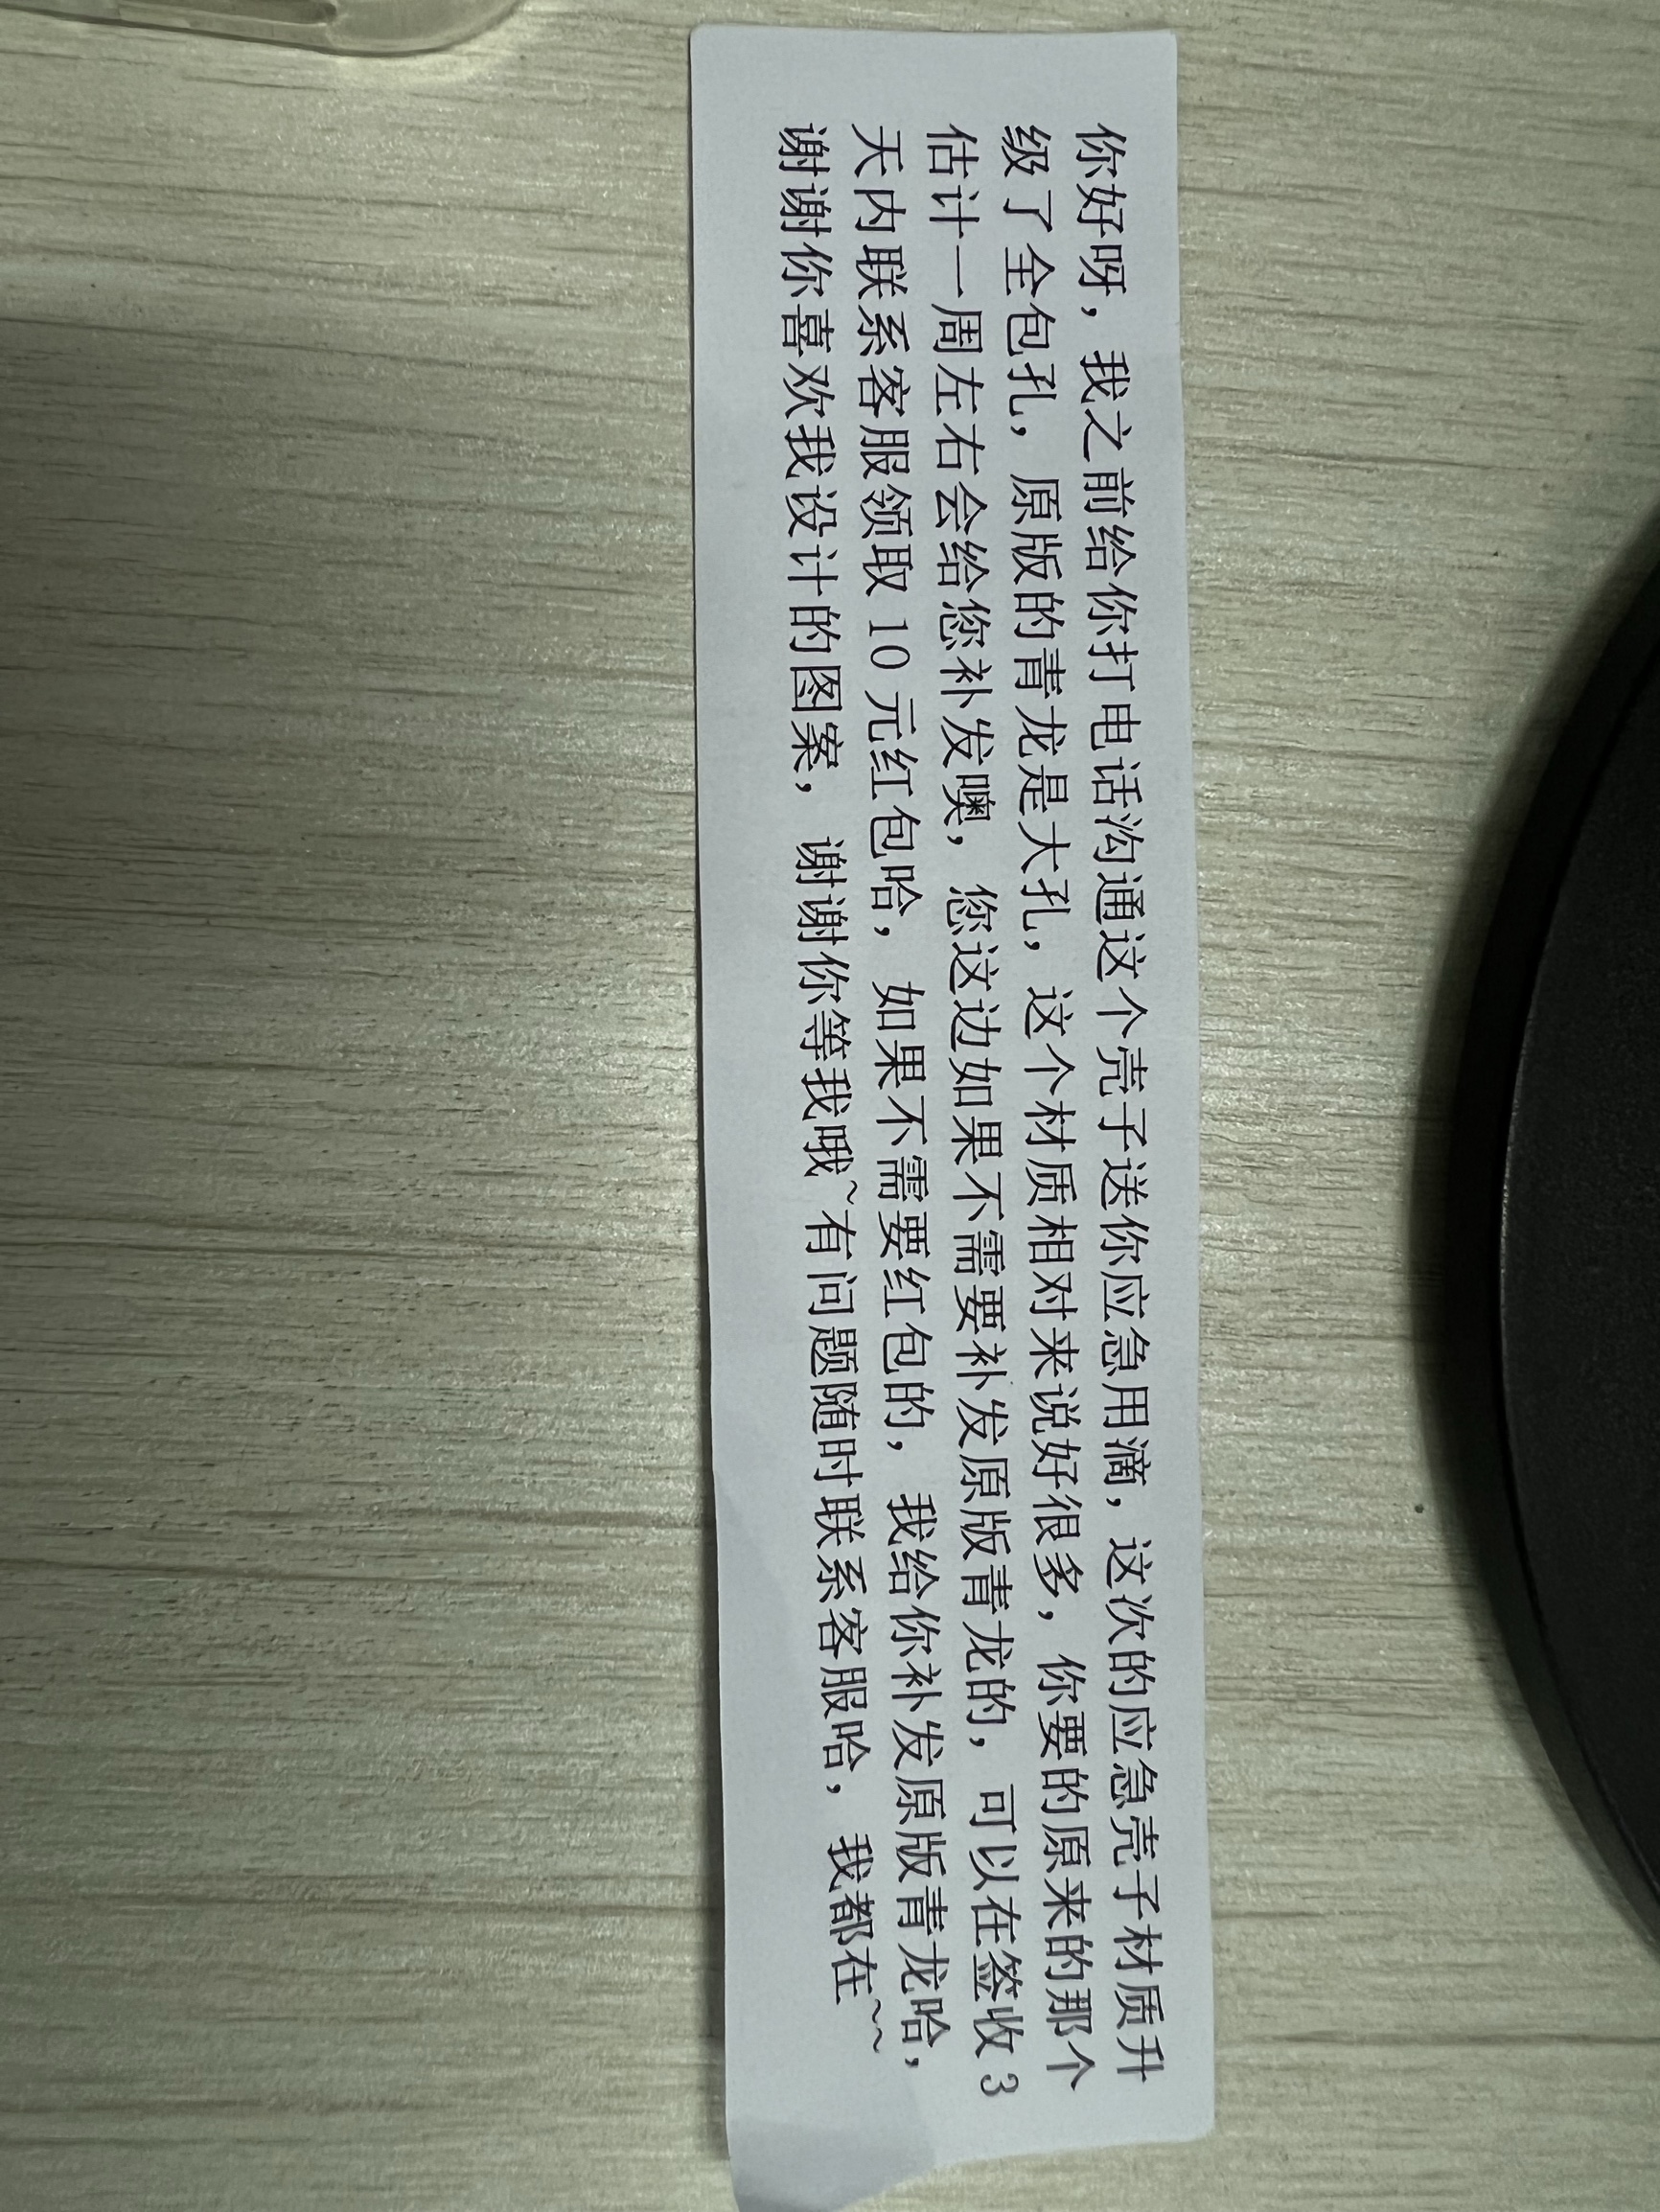 你好呀，我之前给你打电话沟通这个壳子送你应急用滴，这次的应急壳子材质升
级了全包孔，原版的青龙是大孔，这个材质相对来说好很多，你要的原来的那个
估计一周左右会给您补发噢，您这边如果不需要补发原版青龙的，可以在签收 3
天内联系客服领取 10 元红包哈，如果不需要红包的，我给你补发原版青龙哈，
谢谢你喜欢我设计的图案，谢谢你等我哦~有问题随时联系客服哈，我都在~~